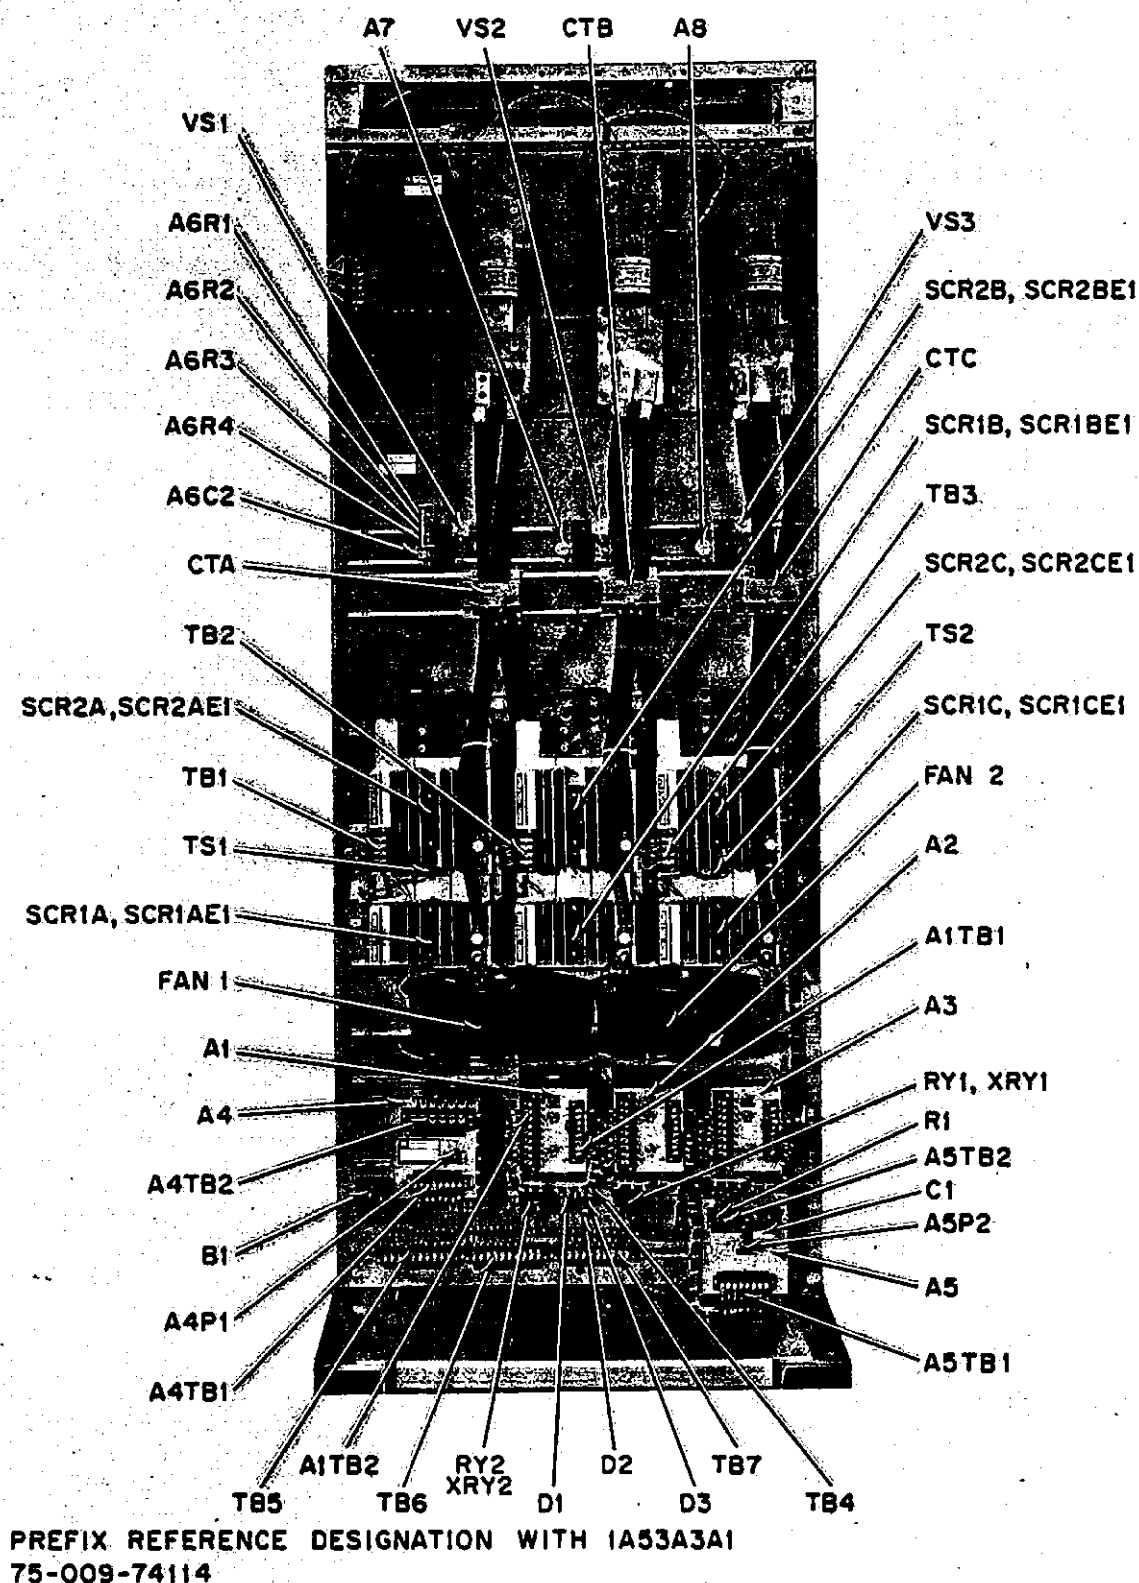 A7
VS2
CTB
A8
VS1
A6R1
A6R2
A6R3
A6R4
A6C2
CTA
TB2
SCR2A, SCR2AE1
TB1
TS1
SCR1A, SCR1AE1
FAN 1
A1
A4
A4TB2
B1
A4P1
A4TB1
VS3
SCR2B, SCR2BE1
CTC
SCR1B, SCR1BE1
TB3
SCR2C, SCR2CE1
TS2
SCR1C, SCR1CE1
FAN 2
A2
A1TB1
A3
RY1, XRY1
R1
A5TB2
C1
A5P2
A5
A5TB1
TB5
A1TB2
TB6
RY2
XRY2
D1
D2
D3
TB7
TB4
PREFIX REFERENCE DESIGNATION WITH 1A53A3A1
75-009-74114